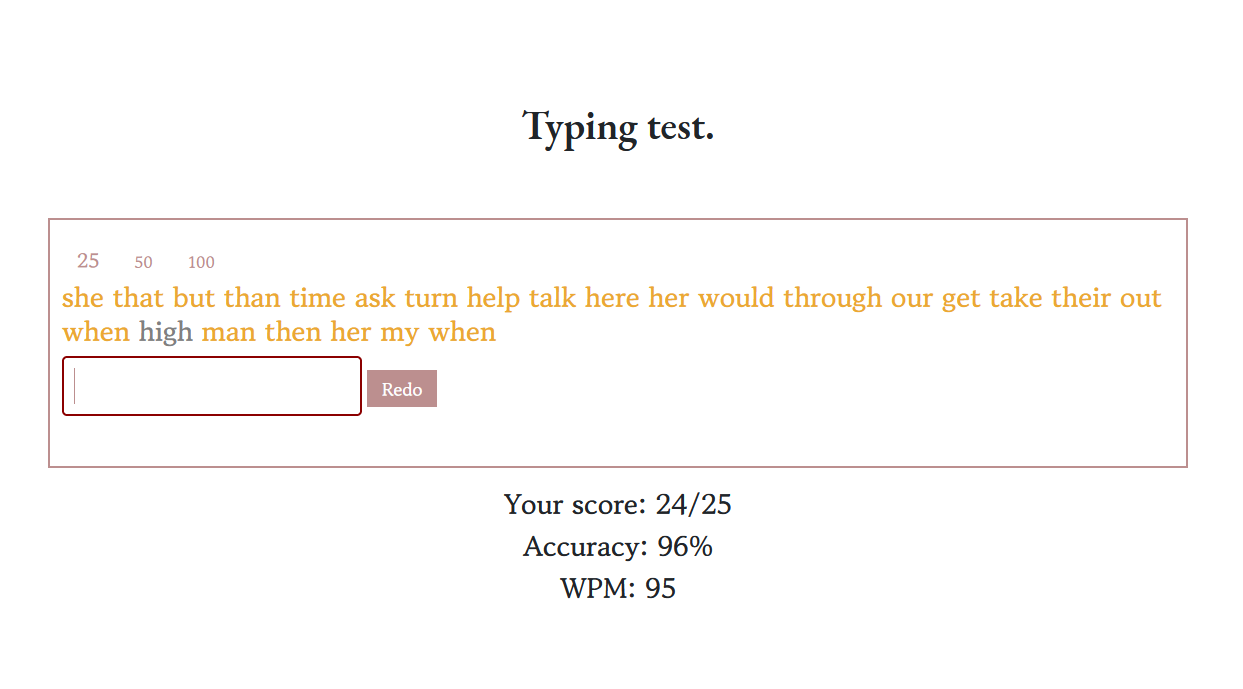 Typing test.
25 50 100
she that but than time ask turn help talk here her would through our get take their out
when high man then her my when
Redo
Your score: 24/25
Accuracy: 96%
WPM: 95